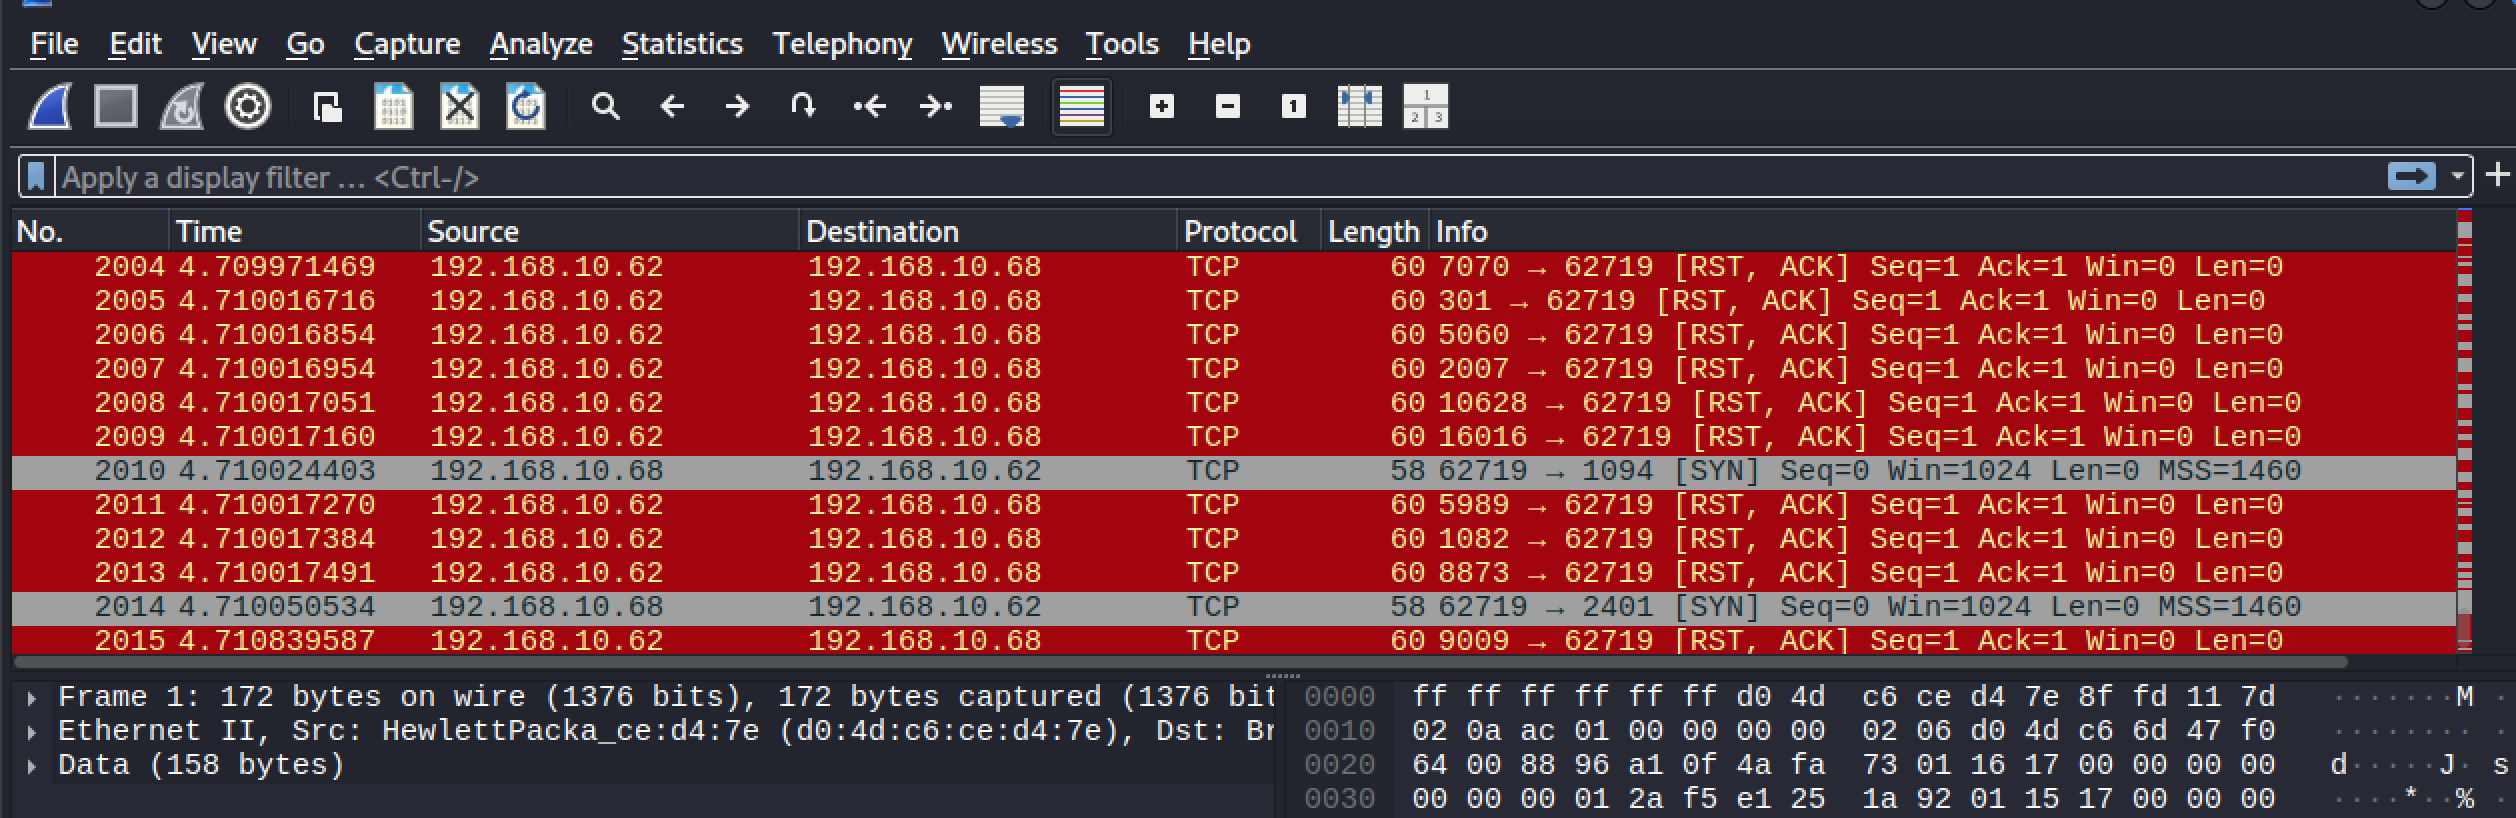 File Edit View Go Capture Analyze Statistics Telephony Wireless Tools Help
Apply a display filter ... <Ctrl-/>
No. Time Source Destination Protocol Length Info
2004 4.709971469 192.168.10.62 192.168.10.68 TCP 60 7070 → 62719 [RST, ACK] Seq=1 Ack=1 Win=0 Len=0
2005 4.710016716 192.168.10.62 192.168.10.68 TCP 60 301 → 62719 [RST, ACK] Seq=1 Ack=1 Win=0 Len=0
2006 4.710016854 192.168.10.62 192.168.10.68 TCP 60 5060 → 62719 [RST, ACK] Seq=1 Ack=1 Win=0 Len=0
2007 4.710016954 192.168.10.62 192.168.10.68 TCP 60 2007 → 62719 [RST, ACK] Seq=1 Ack=1 Win=0 Len=0
2008 4.710017051 192.168.10.62 192.168.10.68 TCP 60 10628 → 62719 [RST, ACK] Seq=1 Ack=1 Win=0 Len=0
2009 4.710017160 192.168.10.62 192.168.10.68 TCP 60 16016 → 62719 [RST, ACK] Seq=1 Ack=1 Win=0 Len=0
2010 4.710024403 192.168.10.68 192.168.10.62 TCP 58 62719 → 1094 [SYN] Seq=0 Win=1024 Len=0 MSS=1460
2011 4.710017270 192.168.10.62 192.168.10.68 TCP 60 5989 → 62719 [RST, ACK] Seq=1 Ack=1 Win=0 Len=0
2012 4.710017384 192.168.10.62 192.168.10.68 TCP 60 1082 → 62719 [RST, ACK] Seq=1 Ack=1 Win=0 Len=0
2013 4.710017491 192.168.10.62 192.168.10.68 TCP 60 8873 → 62719 [RST, ACK] Seq=1 Ack=1 Win=0 Len=0
2014 4.710050534 192.168.10.68 192.168.10.62 TCP 58 62719 → 2401 [SYN] Seq=0 Win=1024 Len=0 MSS=1460
2015 4.710839587 192.168.10.62 192.168.10.68 TCP 60 9009 → 62719 [RST, ACK] Seq=1 Ack=1 Win=0 Len=0
Frame 1: 172 bytes on wire (1376 bits), 172 bytes captured (1376 bit
Ethernet II, Src: HewlettPacka_ce:d4:7e (d0:4d:c6:ce:d4:7e), Dst: Br
Data (158 bytes)
0000 ff ff ff ff ff ff d0 4d c6 ce d4 7e 8f fd 11 7d ·······M ·
0010 02 0a ac 01 00 00 00 00 02 06 d0 4d c6 6d 47 f0 ········ ·
0020 64 00 88 96 a1 0f 4a fa 73 01 16 17 00 00 00 00 d·····J· s
0030 00 00 00 01 2a f5 e1 25 1a 92 01 15 17 00 00 00 ····*··% ·